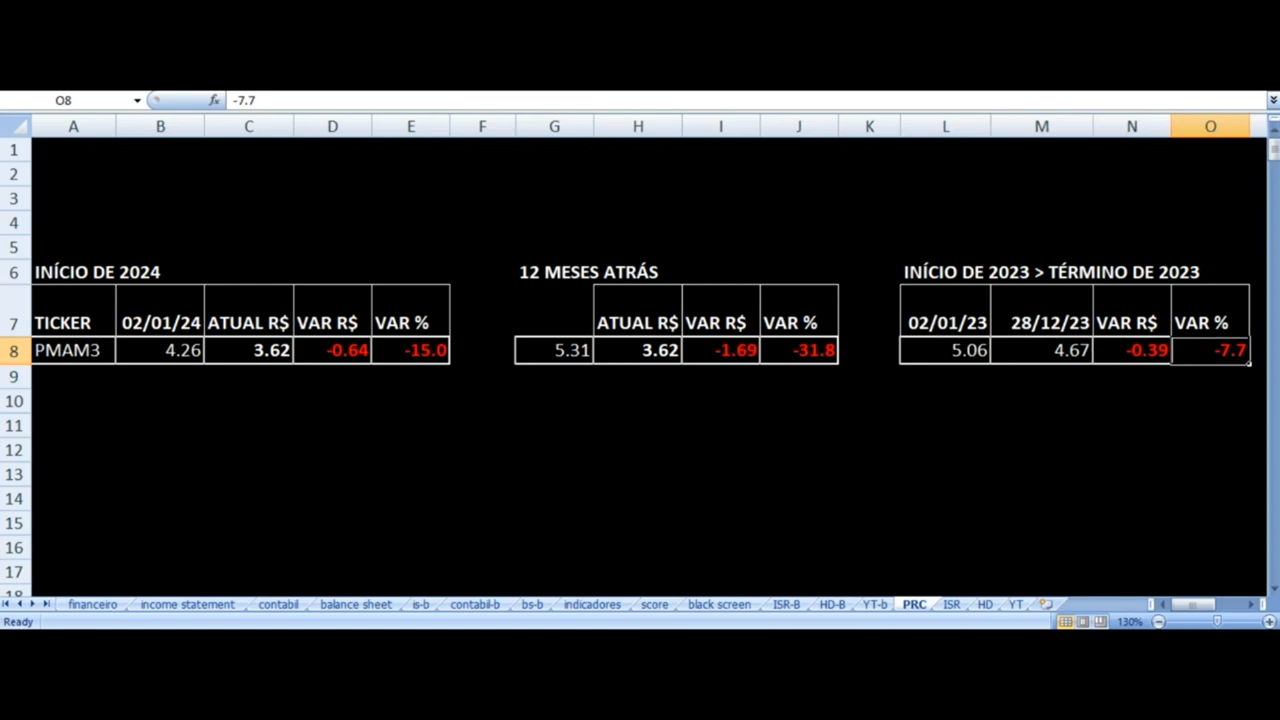 O8 fx -7.7
A B C D E F G H I J K L M N O
1
2
3
4
5
6 INÍCIO DE 2024 12 MESES ATRÁS INÍCIO DE 2023 > TÉRMINO DE 2023
7 TICKER 02/01/24 ATUAL R$ VAR R$ VAR % ATUAL R$ VAR R$ VAR % 02/01/23 28/12/23 VAR R$ VAR %
8 PMAM3 4.26 3.62 -0.64 -15.0 5.31 3.62 -1.69 -31.8 5.06 4.67 -0.39 -7.7
9
10
11
12
13
14
15
16
17
18
financeiro income statement contabil balance sheet is-b contabil-b bs-b indicadores score black screen ISR-B HD-B YT-b PRC ISR HD YT
Ready 130%